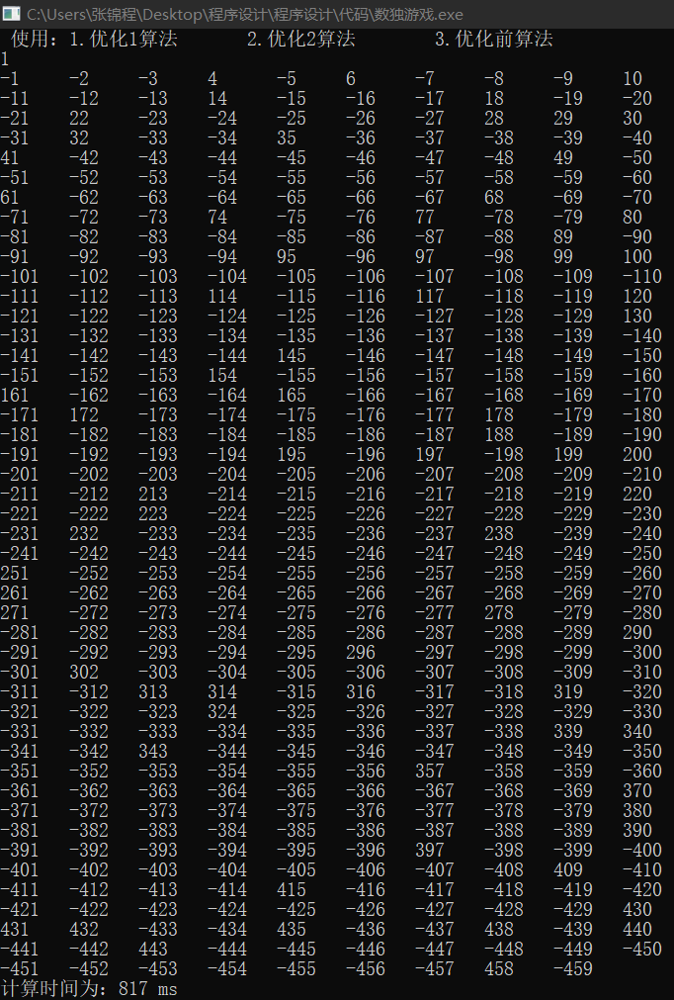 C:\Users\张锦程\Desktop\程序设计\程序设计\代码\数独游戏.exe
使用: 1.优化1算法 2.优化2算法 3.优化前算法
1
-1 -2 -3 4 -5 6 -7 -8 -9 10
-11 -12 -13 14 -15 -16 -17 18 -19 -20
-21 22 -23 -24 -25 -26 -27 28 29 30
-31 32 -33 -34 35 -36 -37 -38 -39 -40
41 -42 -43 -44 -45 -46 -47 -48 49 -50
-51 -52 -53 -54 -55 -56 -57 -58 -59 -60
61 -62 -63 -64 -65 -66 -67 68 -69 -70
-71 -72 -73 74 -75 -76 77 -78 -79 80
-81 -82 -83 -84 -85 -86 -87 -88 89 -90
-91 -92 -93 -94 95 -96 97 -98 99 100
-101 -102 -103 -104 -105 -106 -107 -108 -109 -110
-111 -112 -113 114 -115 -116 117 -118 -119 120
-121 -122 -123 -124 -125 -126 -127 -128 -129 130
-131 -132 -133 -134 -135 -136 -137 -138 -139 -140
-141 -142 -143 -144 145 -146 -147 -148 -149 -150
-151 -152 -153 154 -155 -156 -157 -158 -159 -160
161 -162 -163 -164 165 -166 -167 -168 -169 -170
-171 172 -173 -174 -175 -176 -177 178 -179 -180
-181 -182 -183 -184 -185 -186 -187 188 -189 -190
-191 -192 -193 -194 195 -196 197 -198 199 200
-201 -202 -203 -204 -205 -206 -207 -208 -209 -210
-211 -212 213 -214 -215 -216 -217 -218 -219 220
-221 -222 223 -224 -225 -226 -227 -228 -229 -230
-231 232 -233 -234 -235 -236 -237 238 -239 -240
-241 -242 -243 -244 -245 -246 -247 -248 -249 -250
251 -252 -253 -254 -255 -256 -257 -258 -259 -260
261 -262 -263 -264 -265 -266 -267 -268 -269 -270
271 -272 -273 -274 -275 -276 -277 278 -279 -280
-281 -282 -283 -284 -285 -286 -287 -288 -289 290
-291 -292 -293 -294 -295 296 -297 -298 -299 -300
-301 302 -303 -304 -305 -306 -307 -308 -309 -310
-311 -312 313 314 -315 316 -317 -318 319 -320
-321 -322 -323 324 -325 -326 -327 -328 -329 -330
-331 -332 -333 -334 -335 -336 -337 -338 339 340
-341 -342 343 -344 -345 -346 -347 -348 -349 -350
-351 -352 -353 -354 -355 -356 357 -358 -359 -360
-361 -362 -363 -364 -365 -366 -367 -368 -369 370
-371 -372 -373 -374 -375 -376 -377 -378 -379 380
-381 -382 -383 -384 -385 -386 -387 -388 -389 390
-391 -392 -393 -394 -395 -396 397 -398 -399 -400
-401 -402 -403 -404 -405 -406 -407 -408 409 -410
-411 -412 -413 -414 415 -416 -417 -418 -419 -420
-421 -422 -423 -424 -425 -426 -427 -428 -429 430
431 432 -433 -434 435 -436 -437 438 -439 440
-441 -442 443 -444 -445 -446 -447 -448 -449 -450
-451 -452 -453 -454 -455 -456 -457 458 -459
计算时间为: 817 ms